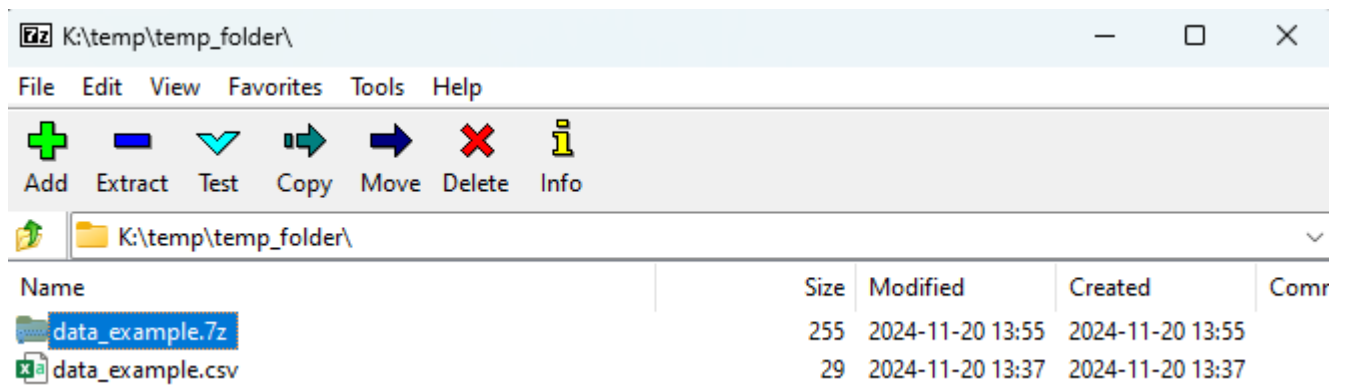 7z K:\temp\temp_folder\
File Edit View Favorites Tools Help
Add Extract Test Copy Move Delete Info
K:\temp\temp_folder\
Name Size Modified Created Comr
data_example.7z 255 2024-11-20 13:55 2024-11-20 13:55
data_example.csv 29 2024-11-20 13:37 2024-11-20 13:37